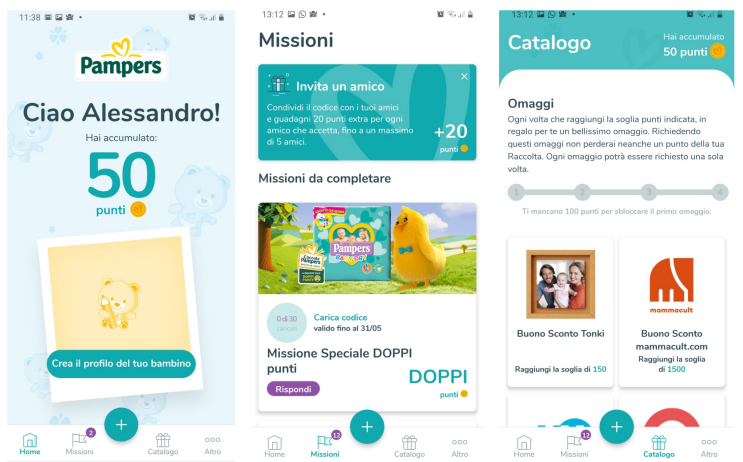 11:38
Pampers
Ciao Alessandro!
Hai accumulato:
50
punti
Crea il profilo del tuo bambino
+
2
Home
Missioni
Catalogo
Altro
13:12
Missioni
Invita un amico
×
Condividi il codice con i tuoi amici
e guadagni 20 punti extra per ogni
amico che accetta, fino a un massimo
di 5 amici.
+20
punti
Missioni da completare
Pampers
Pampers
0 di 30
caricati
Carica codice
valido fino al 31/05
Missione Speciale DOPPI
punti
DOPPI
punti
Rispondi
+
12
Home
Missioni
Catalogo
Altro
13:12
Catalogo
Hai accumulato
50 punti
Omaggi
Ogni volta che raggiungi la soglia punti indicata, in
regalo per te un bellissimo omaggio. Richiedendo
questi omaggi non perderai neanche un punto della tua
Raccolta. Ogni omaggio potrà essere richiesto una sola
volta.
1 2 3 4
Ti mancano 100 punti per sbloccare il primo omaggio.
Buono Sconto Tonki
Raggiungi la soglia di 150
mammacult
Buono Sconto
mammacult.com
Raggiungi la soglia
di 1500
+
12
Home
Missioni
Catalogo
Altro